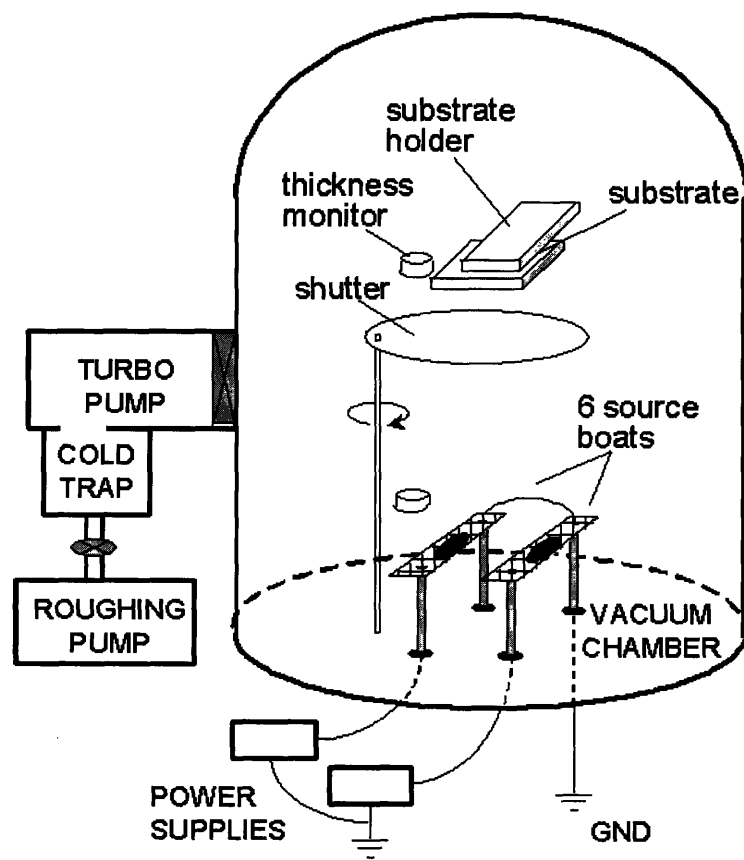 substrate
holder
substrate
thickness
monitor
shutter
TURBO
PUMP
6 source
boats
COLD
TRAP
ROUGHING
PUMP
VACUUM
CHAMBER
POWER
SUPPLIES
GND